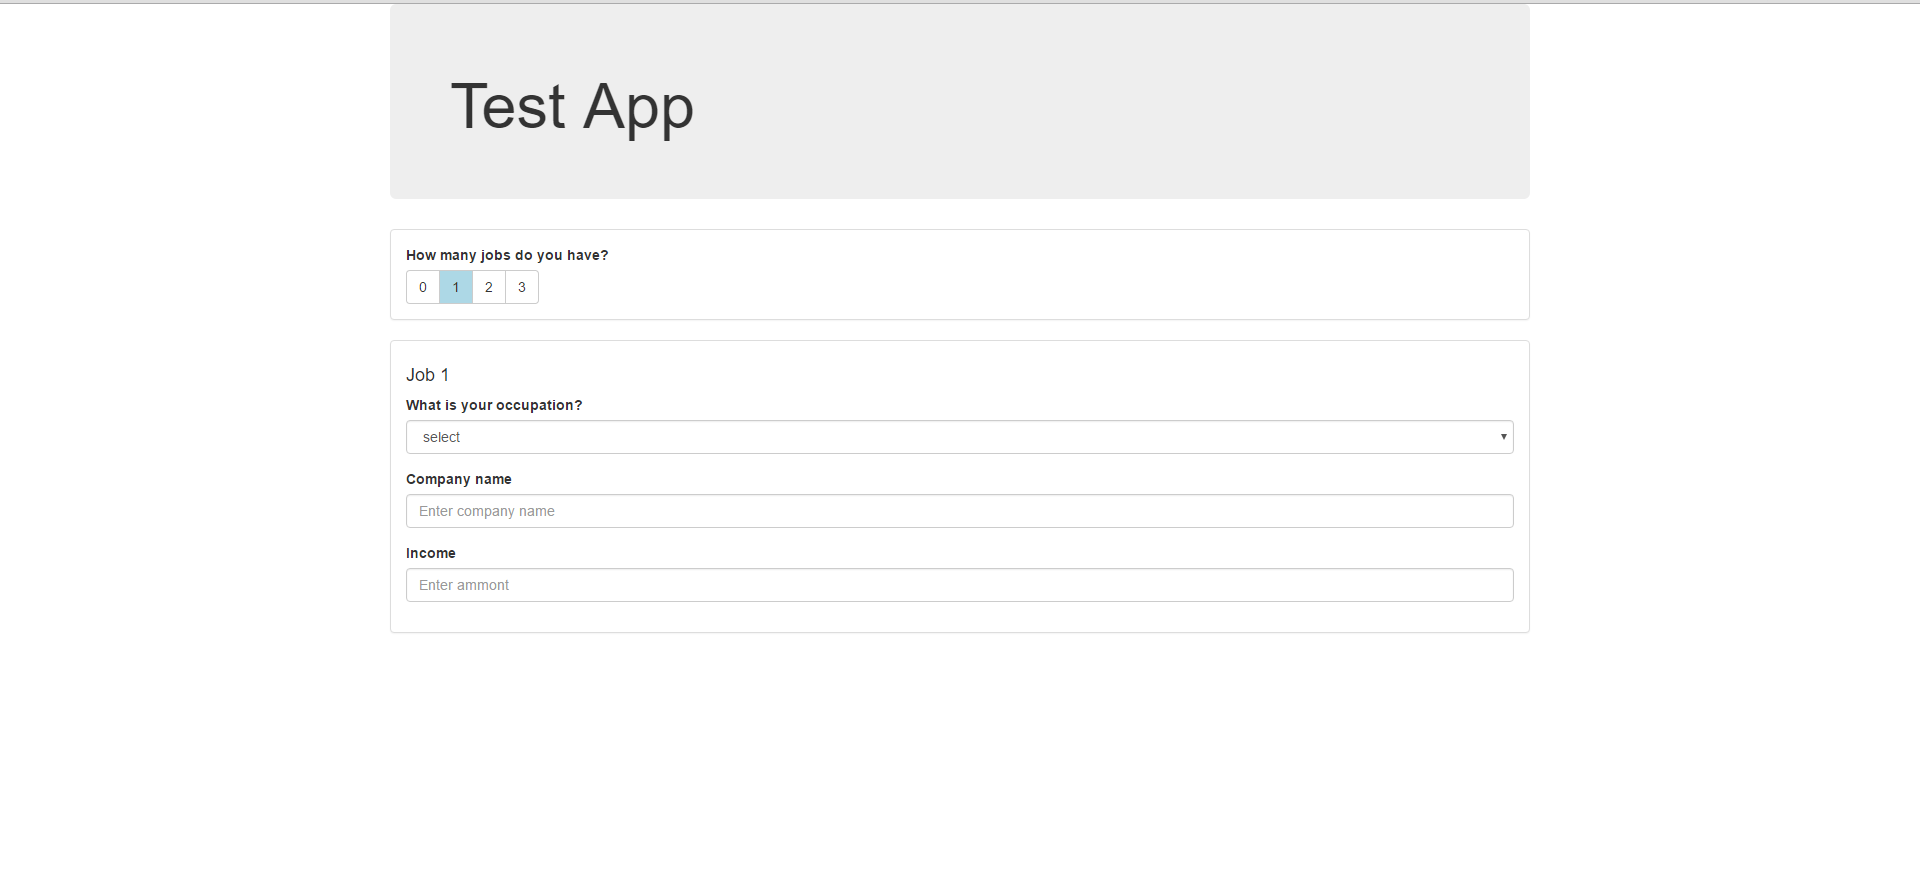 Test App
How many jobs do you have?
0 1 2 3
Job 1
What is your occupation?
select
Company name
Enter company name
Income
Enter ammont